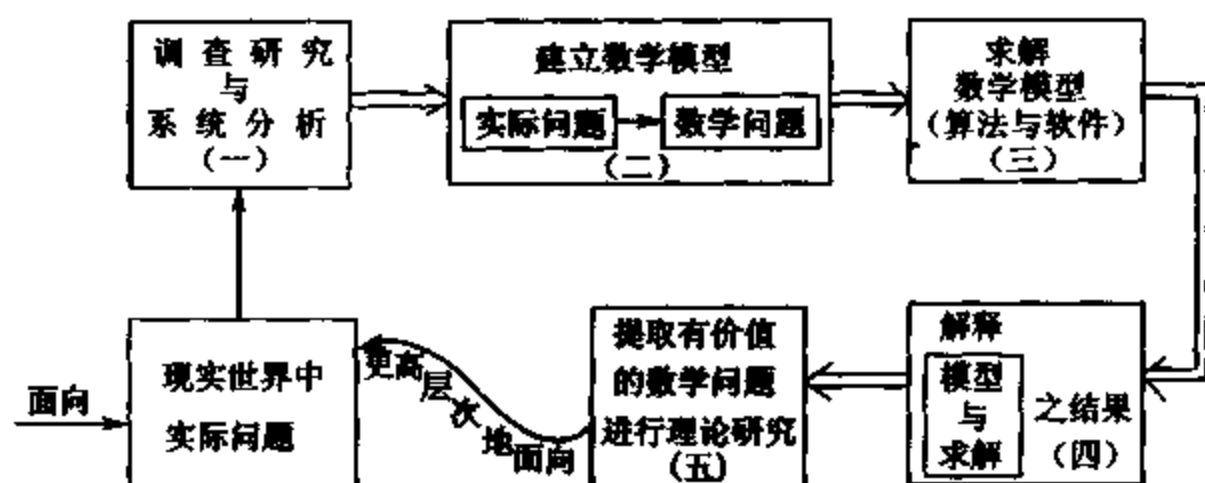 调查研究
与
系统分析
（一）
建立数学模型
实际问题
数学问题
（二）
求解
数学模型
（算法与软件）
（三）
面向
现实世界中
实际问题
更高层次地面向
提取有价值
的数学问题
进行理论研究
（五）
解释
模型
与
求解
之结果
（四）